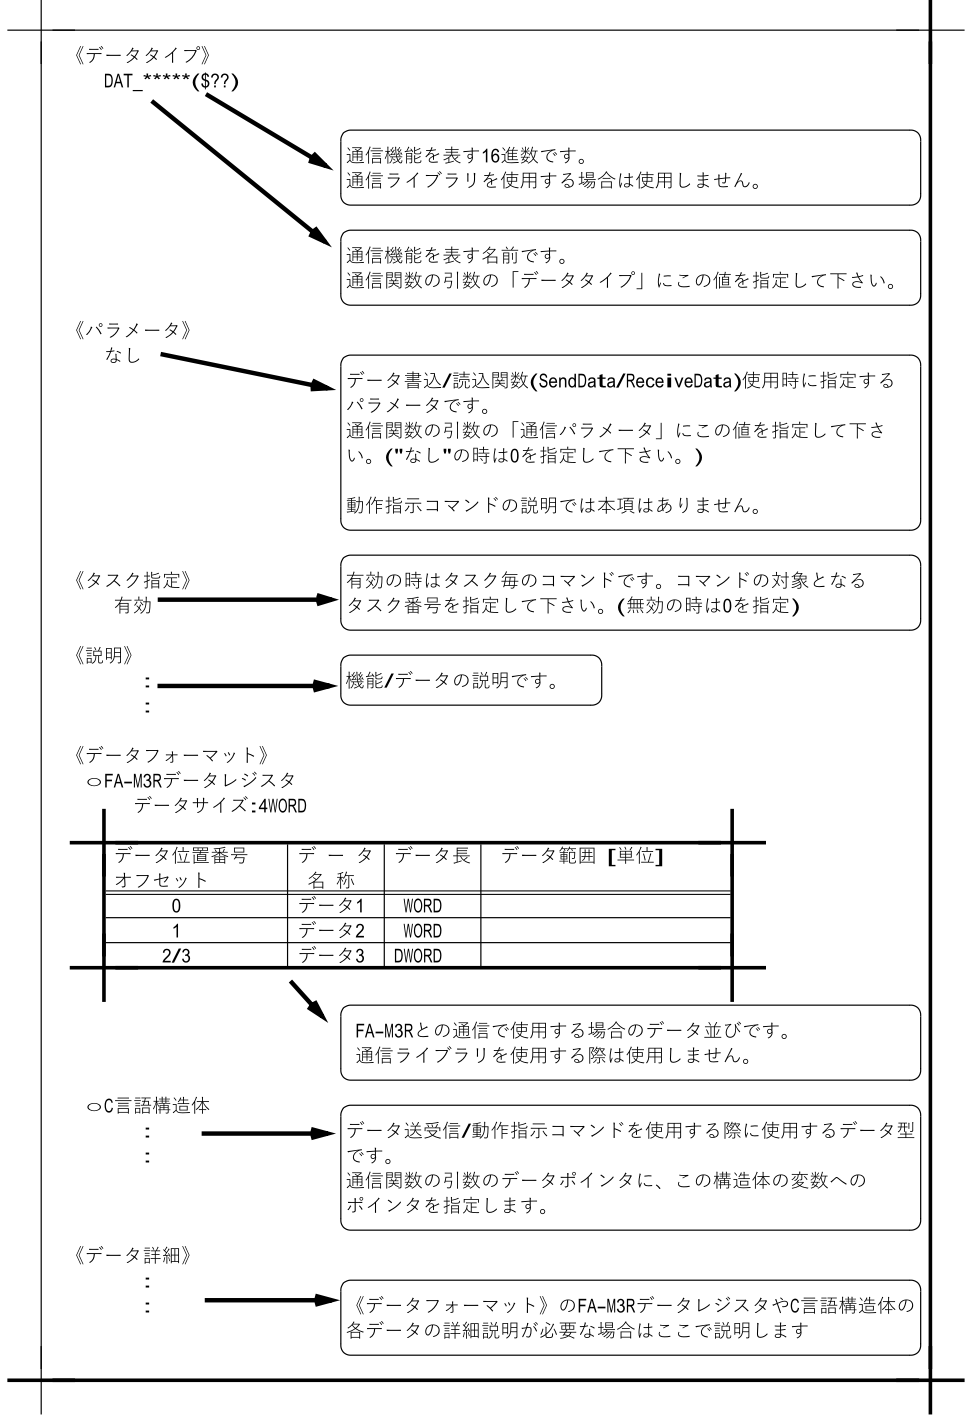 《データタイプ》
DAT_*****($??)
通信機能を表す16進数です。
通信ライブラリを使用する場合は使用しません。
通信機能を表す名前です。
通信関数の引数の「データタイプ」にこの値を指定して下さい。
《パラメータ》
なし
データ書込/読込関数(SendData/ReceiveData)使用時に指定する
パラメータです。
通信関数の引数の「通信パラメータ」にこの値を指定して下さ
い。("なし"の時は0を指定して下さい。)
動作指示コマンドの説明では本項はありません。
《タスク指定》
有効
有効の時はタスク毎のコマンドです。コマンドの対象となる
タスク番号を指定して下さい。(無効の時は0を指定)
《説明》
:
:
機能/データの説明です。
《データフォーマット》
○FA-M3Rデータレジスタ
データサイズ:4WORD
データ位置番号 デ ー タ データ長 データ範囲 [単位]
オフセット 名 称
0 データ1 WORD
1 データ2 WORD
2/3 データ3 DWORD
FA-M3Rとの通信で使用する場合のデータ並びです。
通信ライブラリを使用する際は使用しません。
○C言語構造体
:
:
データ送受信/動作指示コマンドを使用する際に使用するデータ型
です。
通信関数の引数のデータポインタに、この構造体の変数への
ポインタを指定します。
《データ詳細》
:
:
《データフォーマット》のFA-M3RデータレジスタやC言語構造体の
各データの詳細説明が必要な場合はここで説明します